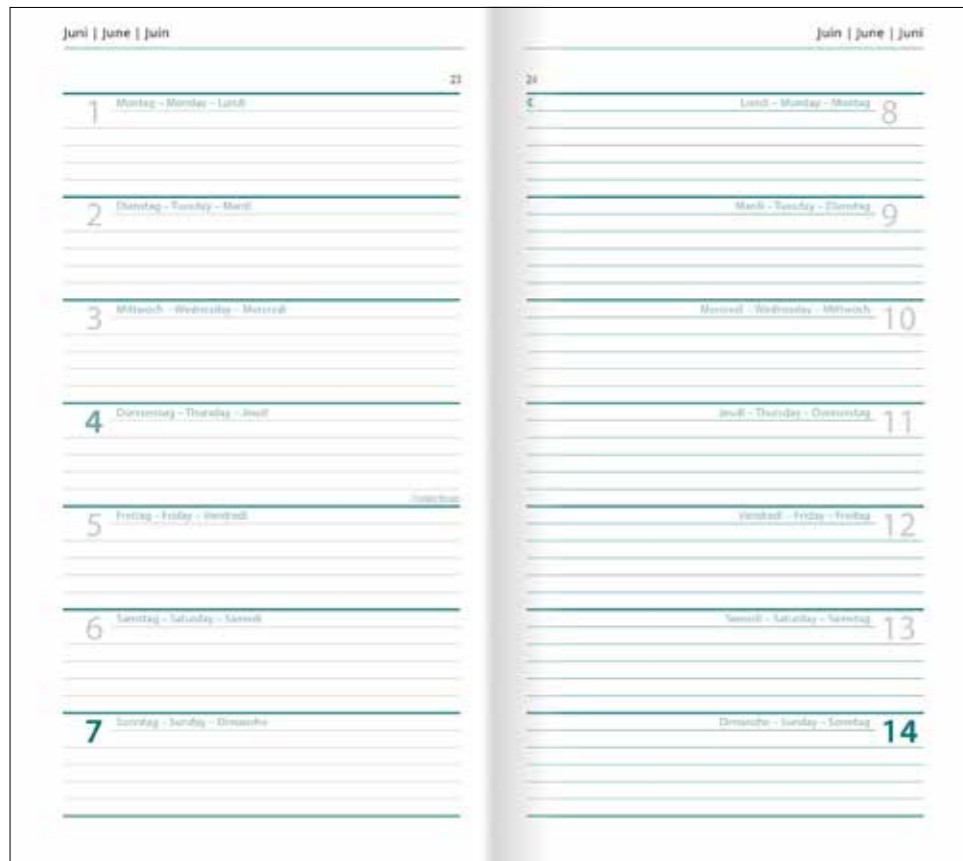 Juni | June | Juin
23
1 Montag – Monday – Lundi
2 Dienstag – Tuesday – Mardi
3 Mittwoch – Wednesday – Mercredi
4 Donnerstag – Thursday – Jeudi
5 Freitag – Friday – Vendredi
6 Samstag – Saturday – Samedi
7 Sonntag – Sunday – Dimanche
Juin | June | Juni
24
Lundi – Monday – Montag 8
Mardi – Tuesday – Dienstag 9
Mercredi – Wednesday – Mittwoch 10
Jeudi – Thursday – Donnerstag 11
Vendredi – Friday – Freitag 12
Samedi – Saturday – Samstag 13
Dimanche – Sunday – Sonntag 14